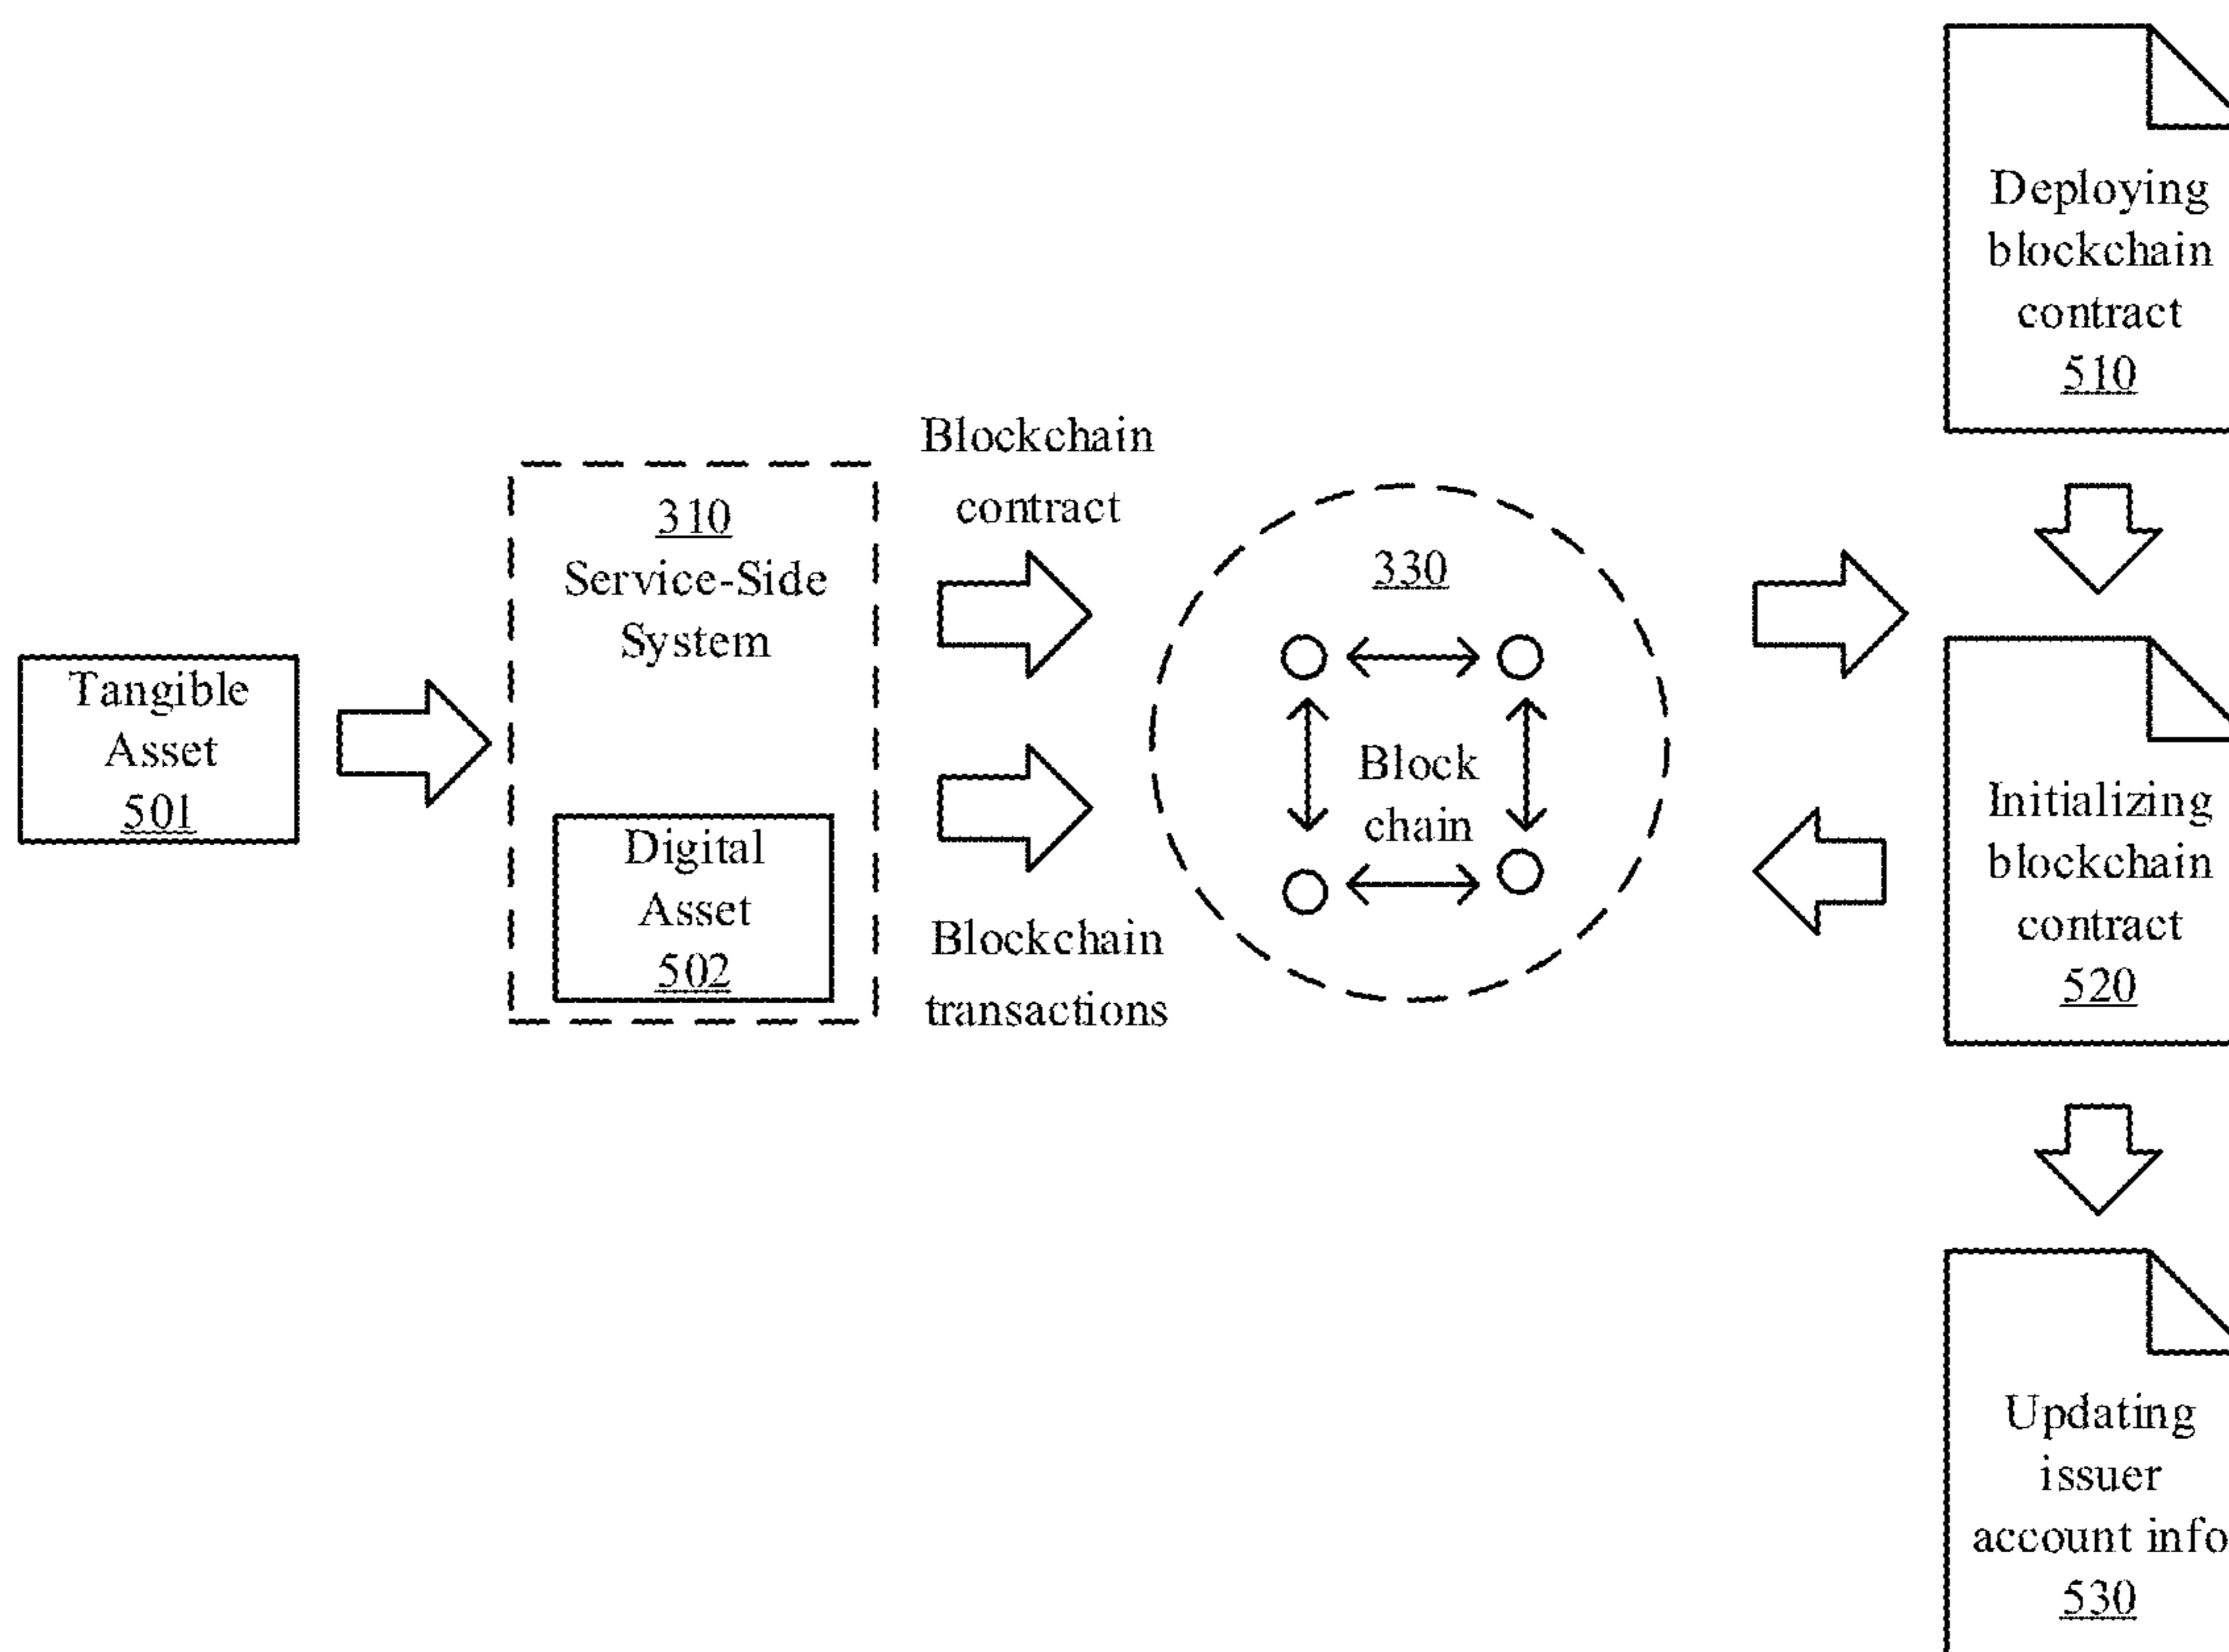 Tangible
Asset
501
310
Service-Side
System
Digital
Asset
502
Blockchain
contract
Blockchain
transactions
330
Block
chain
Deploying
blockchain
contract
510
Initializing
blockchain
contract
520
Updating
issuer
account info
530